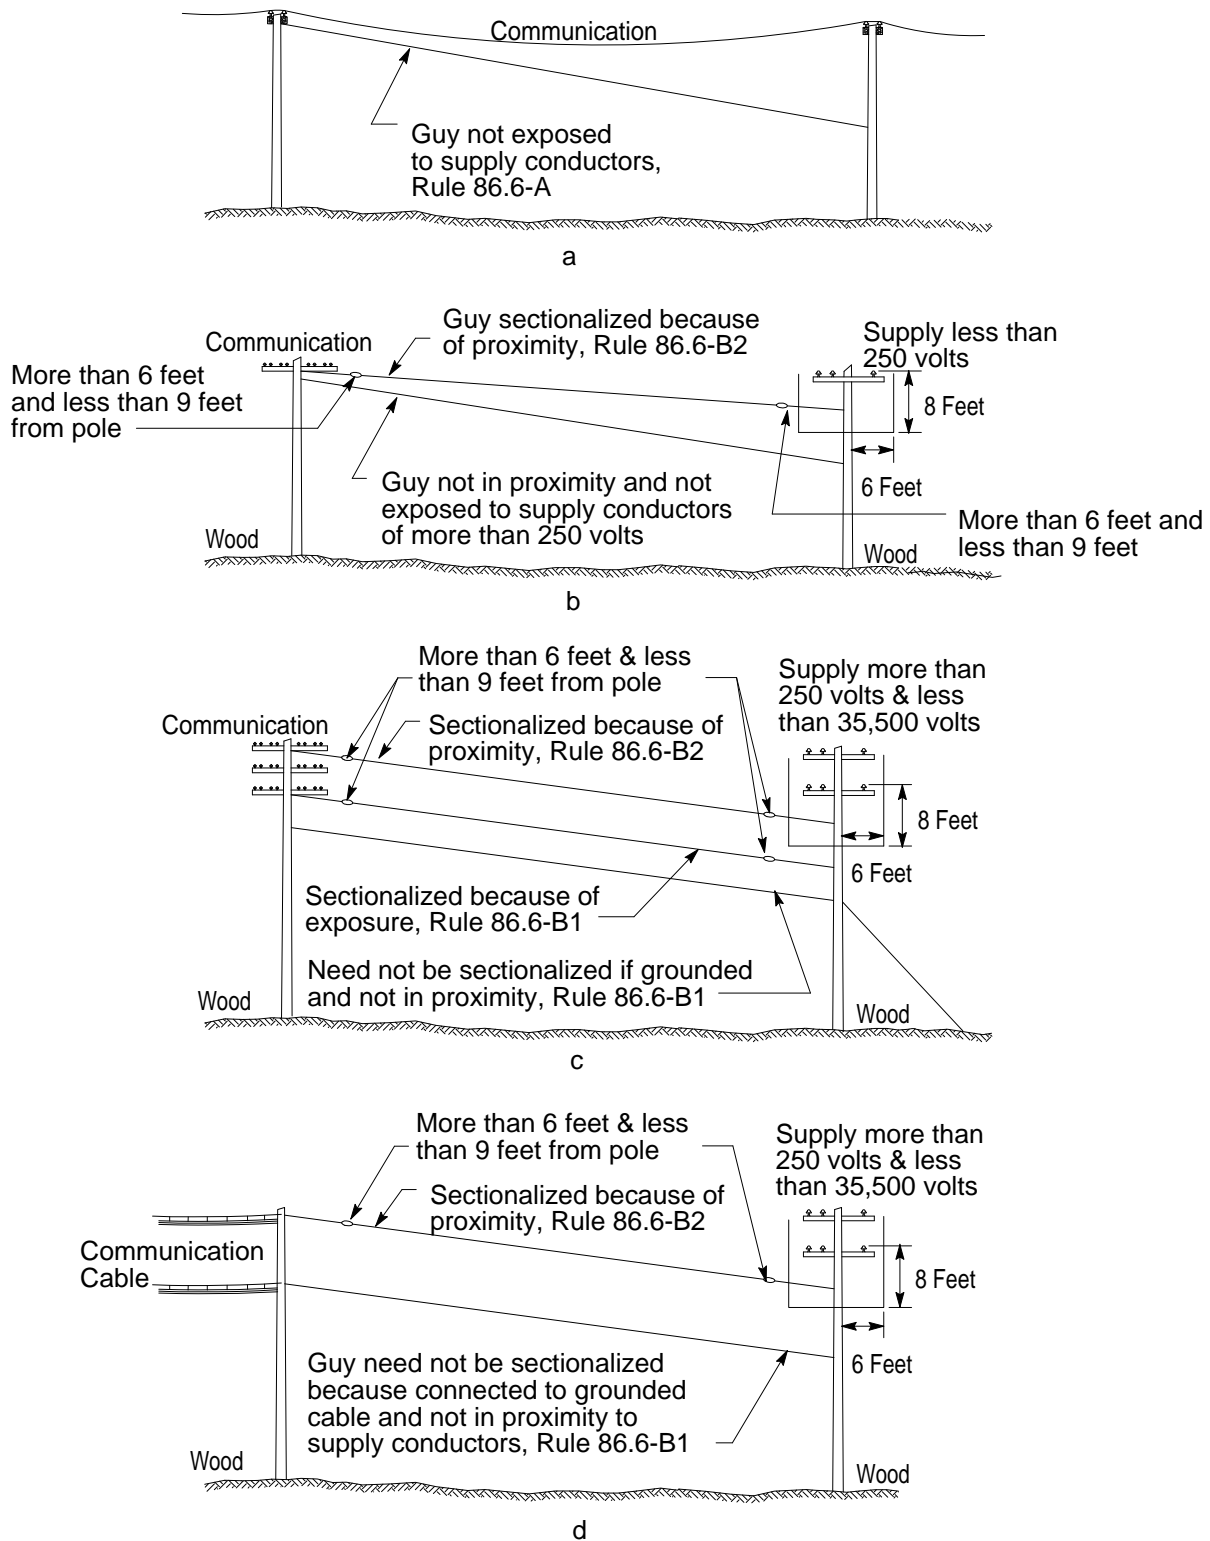 Communication
Guy not exposed
to supply conductors,
Rule 86.6-A
a
Guy sectionalized because
of proximity, Rule 86.6-B2
Supply less than
250 volts
Communication
More than 6 feet
and less than 9 feet
from pole
8 Feet
6 Feet
Guy not in proximity and not
exposed to supply conductors
of more than 250 volts
More than 6 feet and
less than 9 feet
Wood
Wood
b
More than 6 feet & less
than 9 feet from pole
Supply more than
250 volts & less
than 35,500 volts
Communication
Sectionalized because of
proximity, Rule 86.6-B2
8 Feet
6 Feet
Sectionalized because of
exposure, Rule 86.6-B1
Need not be sectionalized if grounded
and not in proximity, Rule 86.6-B1
Wood
Wood
c
More than 6 feet & less
than 9 feet from pole
Supply more than
250 volts & less
than 35,500 volts
Sectionalized because of
proximity, Rule 86.6-B2
Communication
Cable
8 Feet
6 Feet
Guy need not be sectionalized
because connected to grounded
cable and not in proximity to
supply conductors, Rule 86.6-B1
Wood
Wood
d